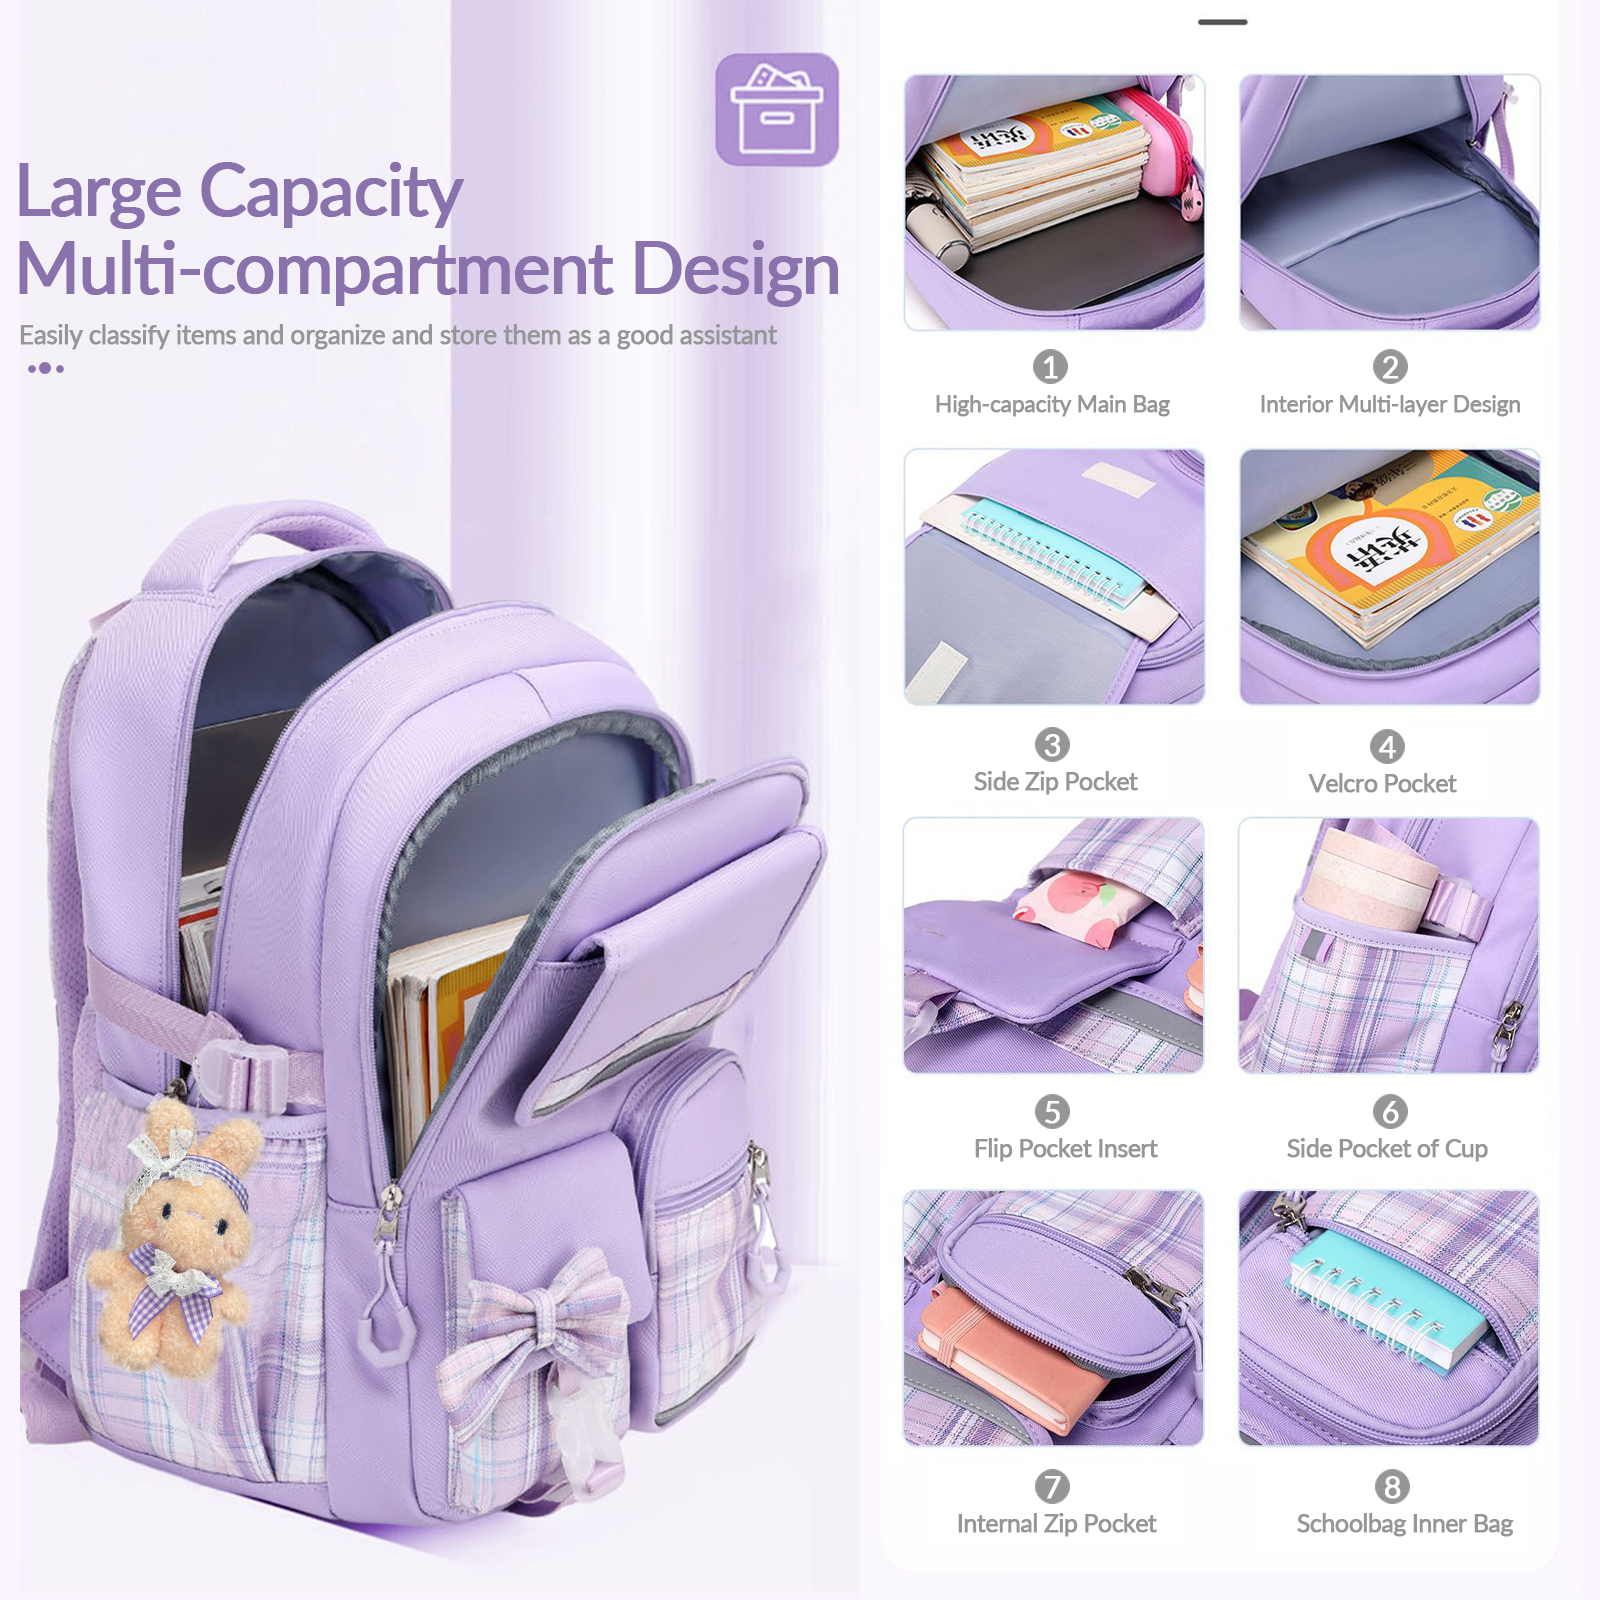 Large Capacity
Multi-compartment Design
Easily classify items and organize and store them as a good assistant
1
High-capacity Main Bag
2
Interior Multi-layer Design
3
Side Zip Pocket
4
Velcro Pocket
5
Flip Pocket Insert
6
Side Pocket of Cup
7
Internal Zip Pocket
8
Schoolbag Inner Bag